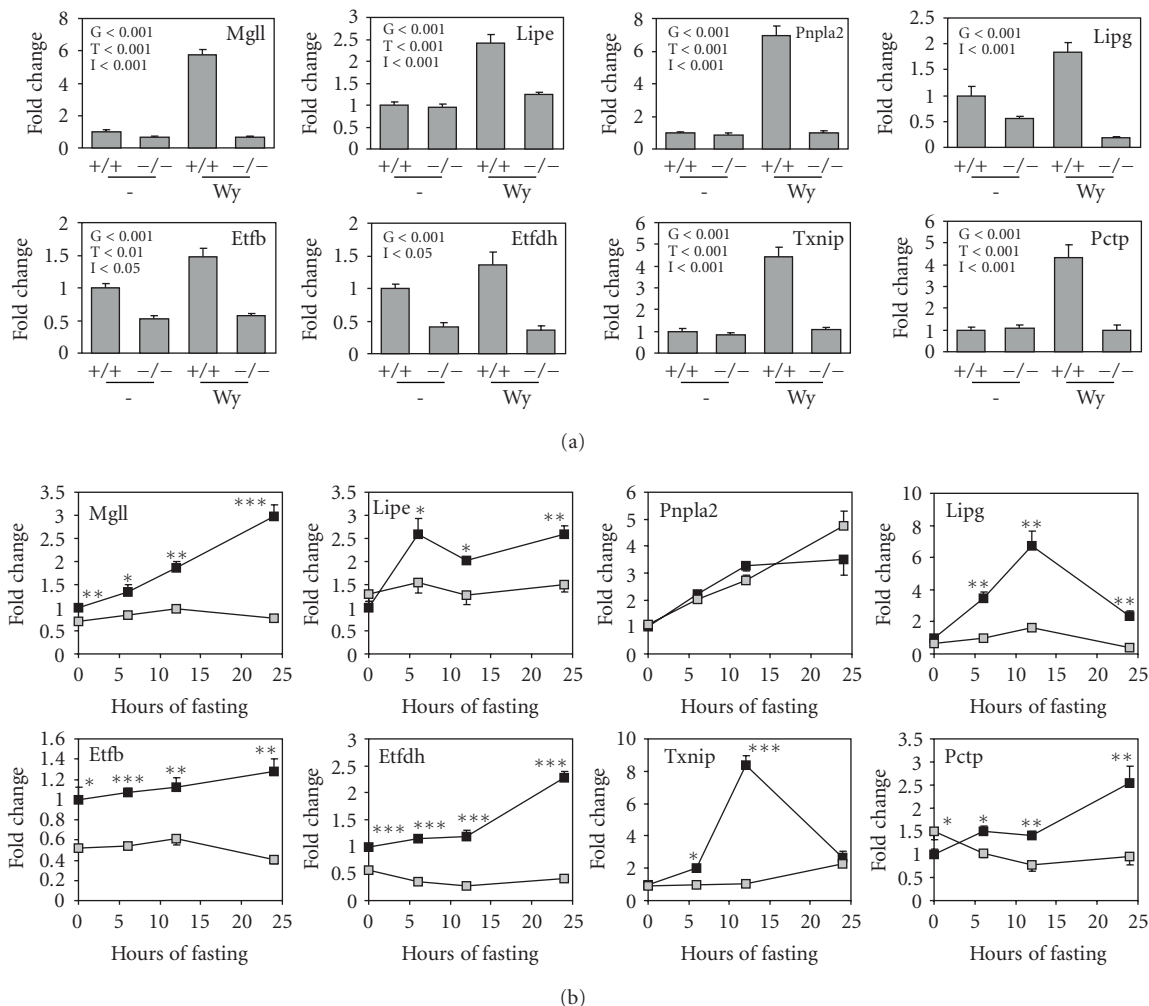 Mgll
G < 0.001
T < 0.001
I < 0.001
Fold change
8
6
4
2
0
+/+ −/− +/+ −/−
- Wy
Lipe
G < 0.001
T < 0.001
I < 0.001
Fold change
3
2.5
2
1.5
1
0.5
0
+/+ −/− +/+ −/−
- Wy
Pnpla2
G < 0.001
T < 0.001
I < 0.001
Fold change
8
6
4
2
0
+/+ −/− +/+ −/−
- Wy
Lipg
G < 0.001
I < 0.001
Fold change
2.5
2
1.5
1
0.5
0
+/+ −/− +/+ −/−
- Wy
Etfb
G < 0.001
T < 0.01
I < 0.05
Fold change
2
1.5
1
0.5
0
+/+ −/− +/+ −/−
- Wy
Etfdh
G < 0.001
I < 0.05
Fold change
2
1.5
1
0.5
0
+/+ −/− +/+ −/−
- Wy
Txnip
G < 0.001
T < 0.001
I < 0.001
Fold change
6
5
4
3
2
1
0
+/+ −/− +/+ −/−
- Wy
Pctp
G < 0.001
T < 0.001
I < 0.001
Fold change
6
5
4
3
2
1
0
+/+ −/− +/+ −/−
- Wy
(a)
Mgll
** * ** ***
Fold change
3.5
3
2.5
2
1.5
1
0.5
0
0 5 10 15 20 25
Hours of fasting
Lipe
* * **
Fold change
3.5
3
2.5
2
1.5
1
0.5
0
0 5 10 15 20 25
Hours of fasting
Pnpla2
Fold change
6
5
4
3
2
1
0
0 5 10 15 20 25
Hours of fasting
Lipg
** ** **
Fold change
10
8
6
4
2
0
0 5 10 15 20 25
Hours of fasting
Etfb
* *** ** **
Fold change
1.6
1.4
1.2
1
0.8
0.6
0.4
0.2
0
0 5 10 15 20 25
Hours of fasting
Etfdh
*** *** *** ***
Fold change
3
2.5
2
1.5
1
0.5
0
0 5 10 15 20 25
Hours of fasting
Txnip
* ***
Fold change
10
8
6
4
2
0
0 5 10 15 20 25
Hours of fasting
Pctp
* * ** **
Fold change
3.5
3
2.5
2
1.5
1
0.5
0
0 5 10 15 20 25
Hours of fasting
(b)